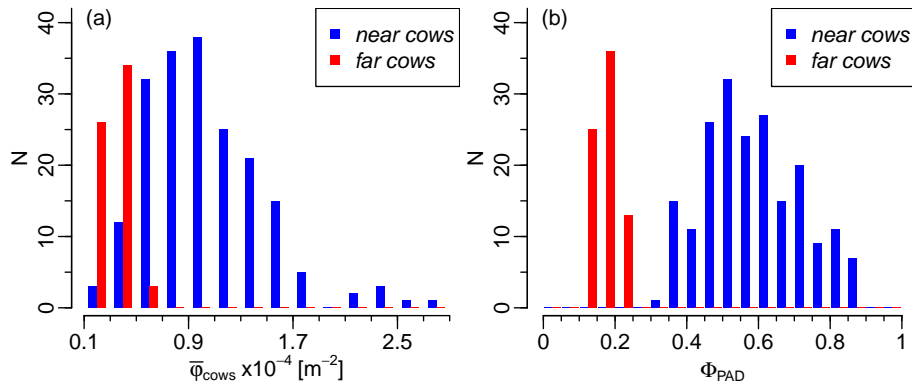 (a)
near cows
far cows
N
40
30
20
10
0
0.1 0.9 1.7 2.5
φ̅cows x10⁻⁴ [m⁻²]
(b)
near cows
far cows
N
40
30
20
10
0
0 0.2 0.4 0.6 0.8 1
ΦPAD